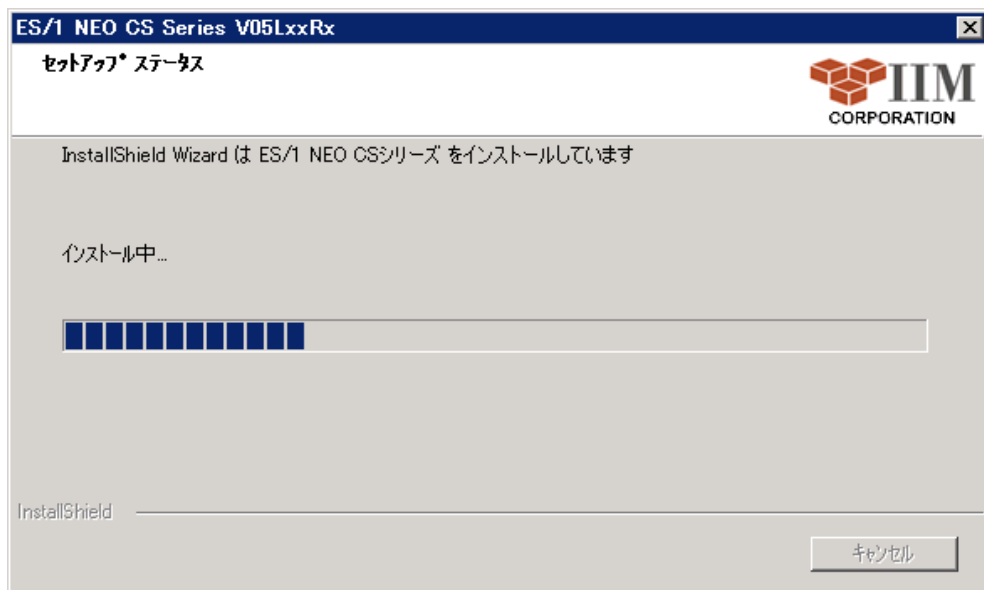 ES/1 NEO CS Series V05LxxRx
セットアップ ステータス
IIM
CORPORATION
InstallShield Wizard は ES/1 NEO CSシリーズ をインストールしています
インストール中...
InstallShield
キャンセル